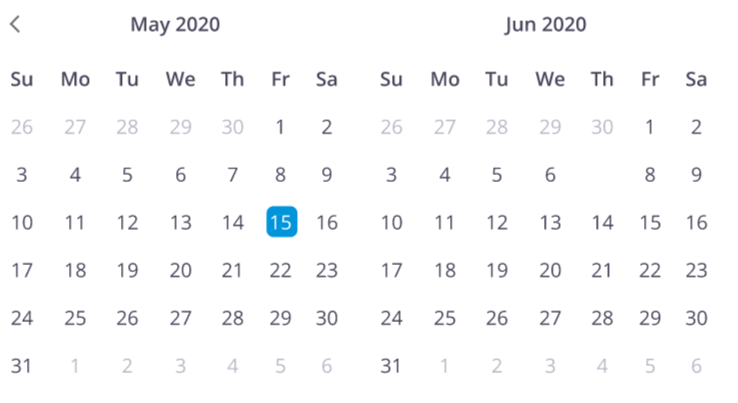 May 2020 Jun 2020
Su Mo Tu We Th Fr Sa Su Mo Tu We Th Fr Sa
26 27 28 29 30 1 2 26 27 28 29 30 1 2
3 4 5 6 7 8 9 3 4 5 6 8 9
10 11 12 13 14 15 16 10 11 12 13 14 15 16
17 18 19 20 21 22 23 17 18 19 20 21 22 23
24 25 26 27 28 29 30 24 25 26 27 28 29 30
31 1 2 3 4 5 6 31 1 2 3 4 5 6